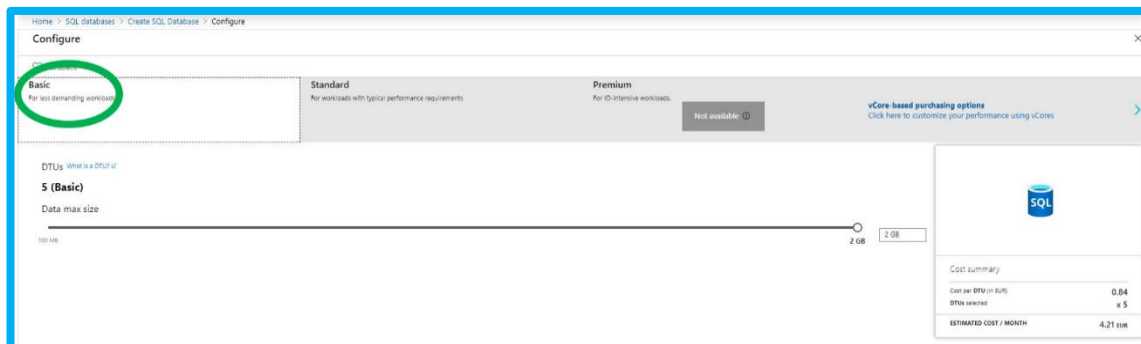 Home > SQL databases > Create SQL Database > Configure
Configure
Basic
For less demanding workloads
Standard
For workloads with typical performance requirements
Premium
For IO-intensive workloads.
Not available
vCore-based purchasing options
Click here to customize your performance using vCores
DTUs What is a DTU?
5 (Basic)
Data max size
100 MB
2 GB
2 GB
SQL
Cost summary
Cost per DTU (in EUR) 0.84
DTUs selected x 5
ESTIMATED COST / MONTH 4.21 EUR